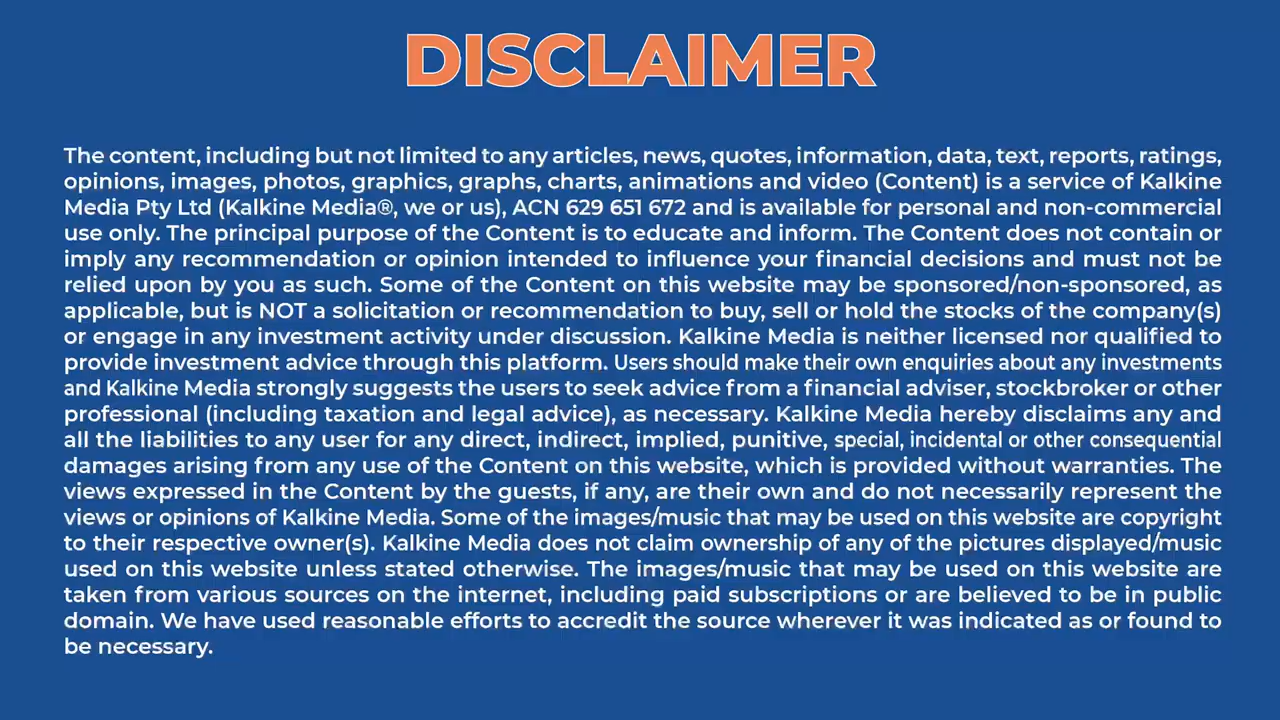 DISCLAIMER
The content, including but not limited to any articles, news, quotes, information, data, text, reports, ratings,
opinions, images, photos, graphics, graphs, charts, animations and video (Content) is a service of Kalkine
Media Pty Ltd (Kalkine Media®, we or us), ACN 629 651 672 and is available for personal and non-commercial
use only. The principal purpose of the Content is to educate and inform. The Content does not contain or
imply any recommendation or opinion intended to influence your financial decisions and must not be
relied upon by you as such. Some of the Content on this website may be sponsored/non-sponsored, as
applicable, but is NOT a solicitation or recommendation to buy, sell or hold the stocks of the company(s)
or engage in any investment activity under discussion. Kalkine Media is neither licensed nor qualified to
provide investment advice through this platform. Users should make their own enquiries about any investments
and Kalkine Media strongly suggests the users to seek advice from a financial adviser, stockbroker or other
professional (including taxation and legal advice), as necessary. Kalkine Media hereby disclaims any and
all the liabilities to any user for any direct, indirect, implied, punitive, special, incidental or other consequential
damages arising from any use of the Content on this website, which is provided without warranties. The
views expressed in the Content by the guests, if any, are their own and do not necessarily represent the
views or opinions of Kalkine Media. Some of the images/music that may be used on this website are copyright
to their respective owner(s). Kalkine Media does not claim ownership of any of the pictures displayed/music
used on this website unless stated otherwise. The images/music that may be used on this website are
taken from various sources on the internet, including paid subscriptions or are believed to be in public
domain. We have used reasonable efforts to accredit the source wherever it was indicated as or found to
be necessary.